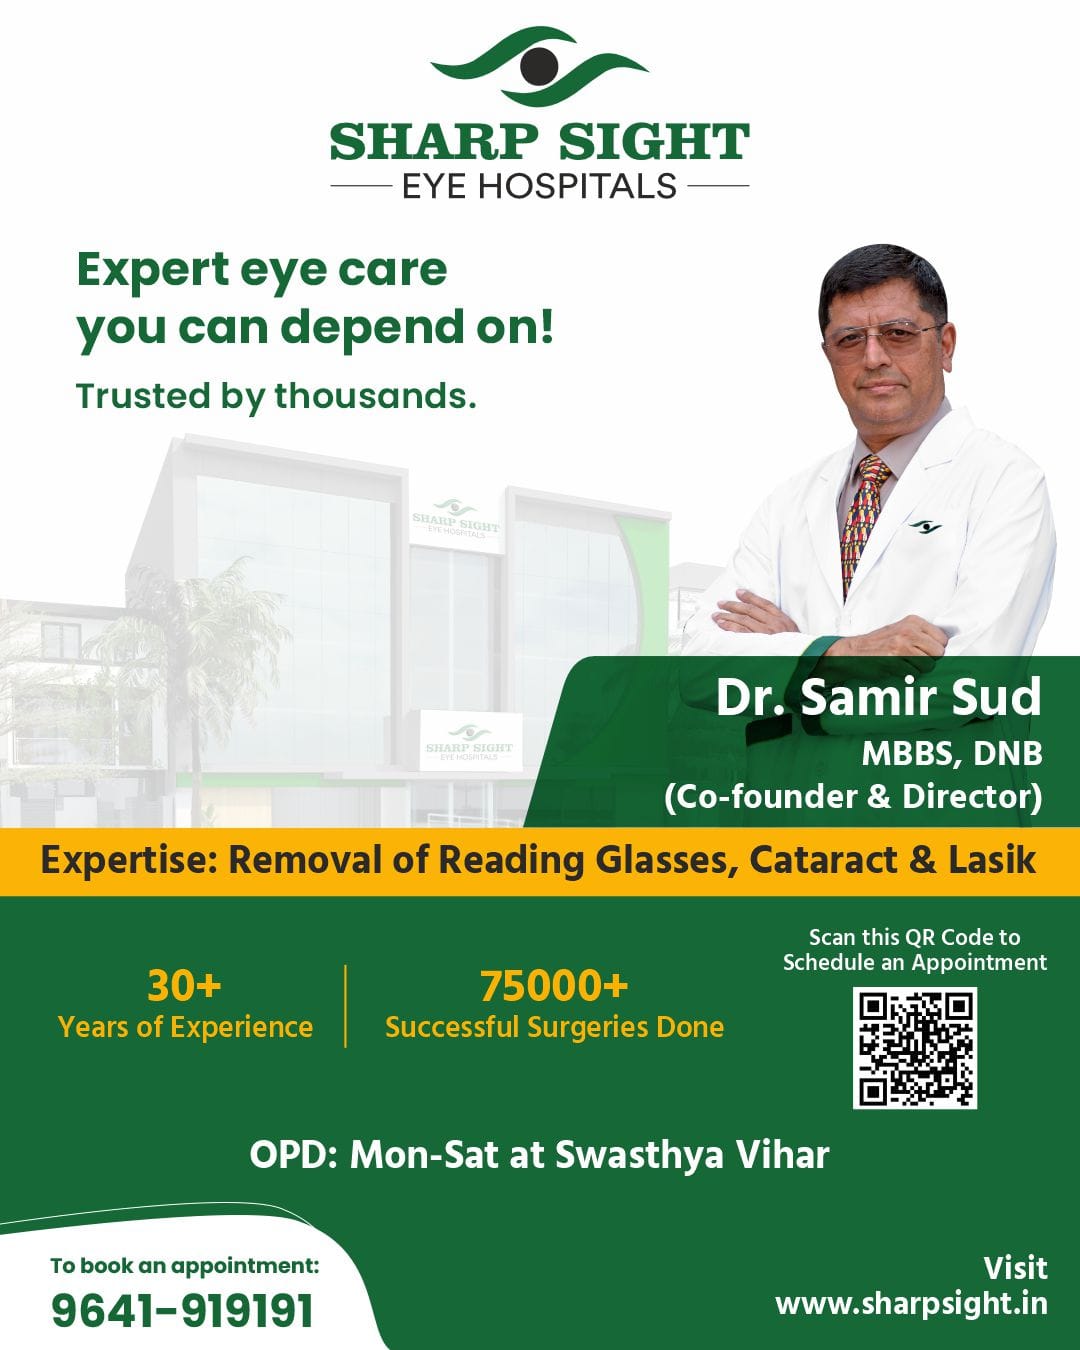 SHARP SIGHT
EYE HOSPITALS
Expert eye care
you can depend on!
Trusted by thousands.
SHARP SIGHT
EYE HOSPITALS
SHARP SIGHT
EYE HOSPITALS
Dr. Samir Sud
MBBS, DNB
(Co-founder & Director)
Expertise: Removal of Reading Glasses, Cataract & Lasik
30+
Years of Experience
75000+
Successful Surgeries Done
Scan this QR Code to
Schedule an Appointment
OPD: Mon-Sat at Swasthya Vihar
To book an appointment:
9641-919191
Visit
www.sharpsight.in